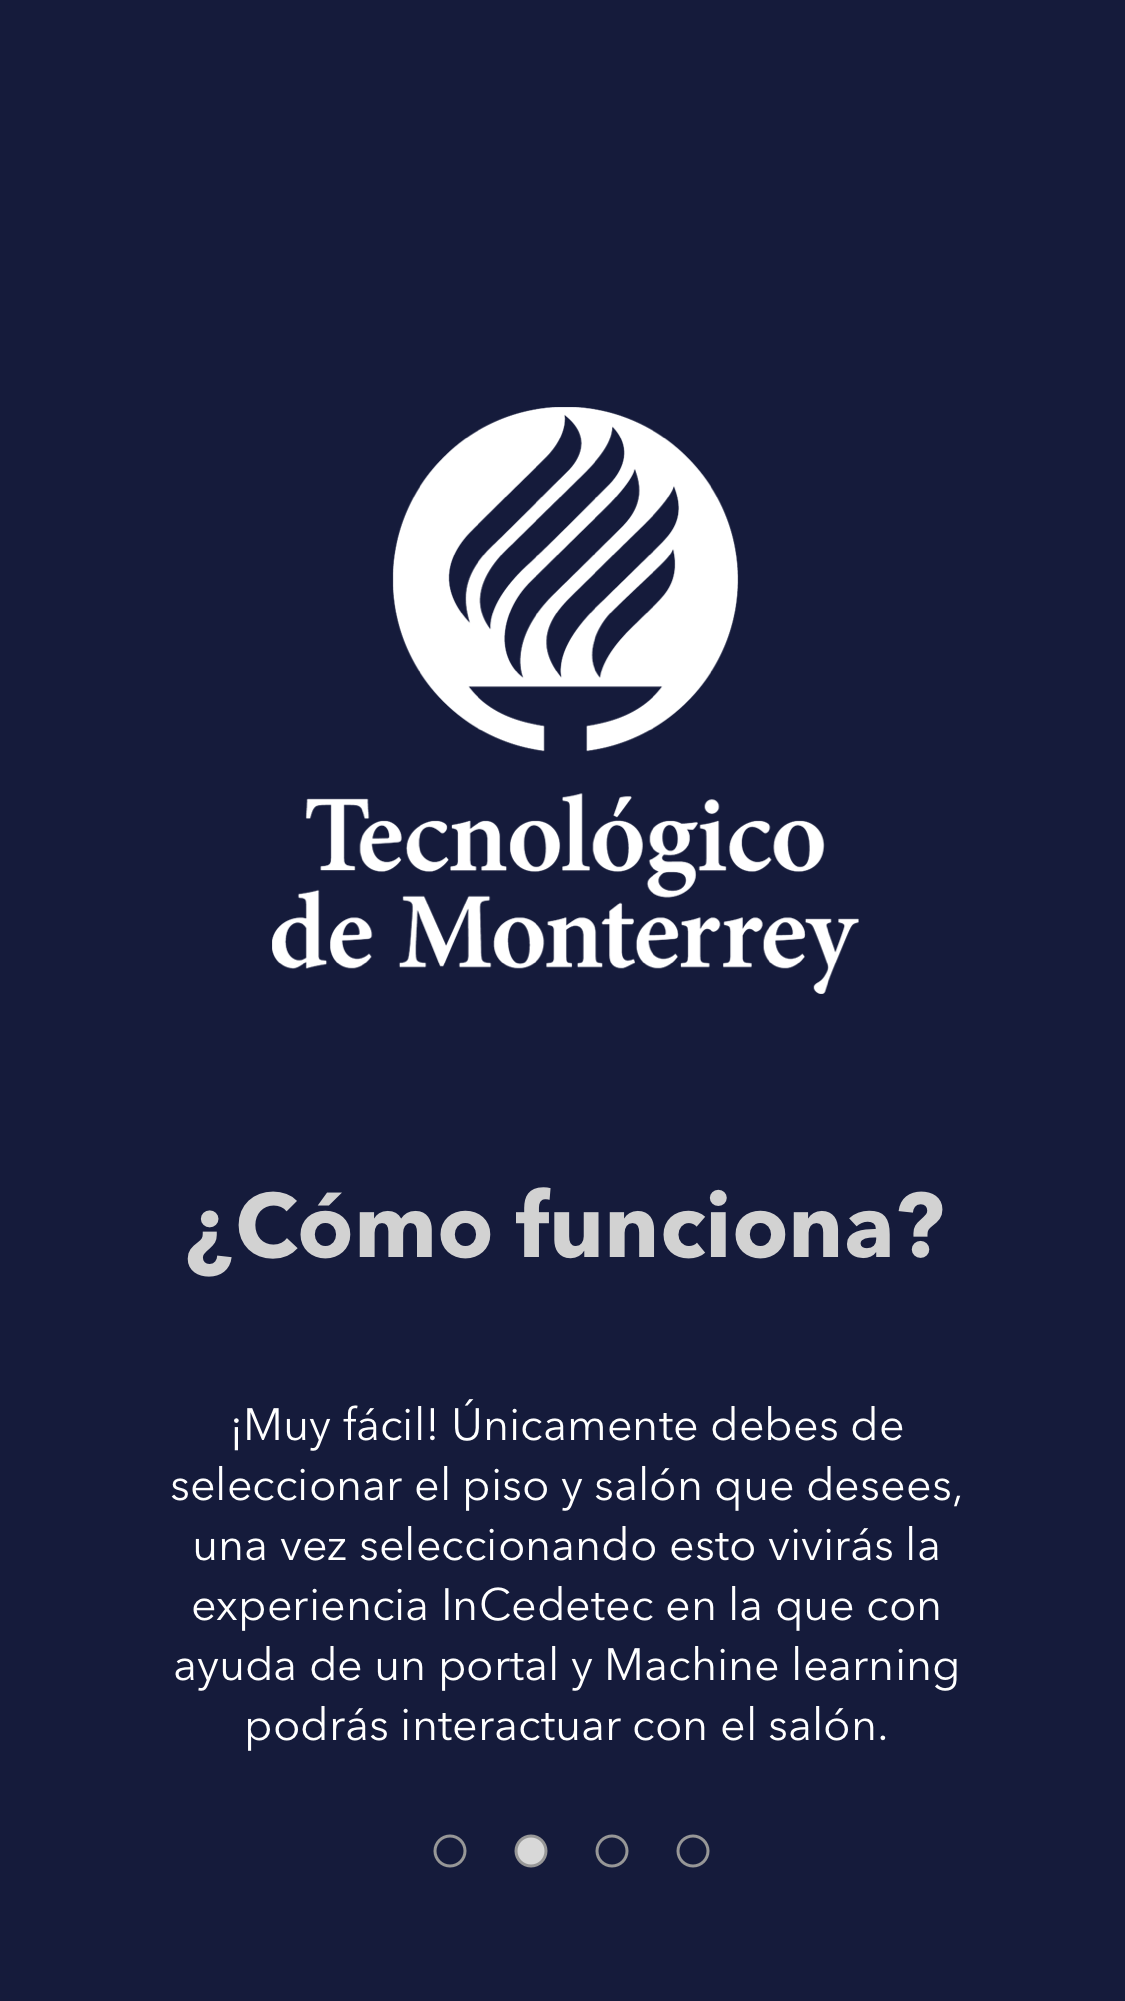 Tecnológico
de Monterrey
¿Cómo funciona?
¡Muy fácil! Únicamente debes de
seleccionar el piso y salón que desees,
una vez seleccionando esto vivirás la
experiencia InCedetec en la que con
ayuda de un portal y Machine learning
podrás interactuar con el salón.